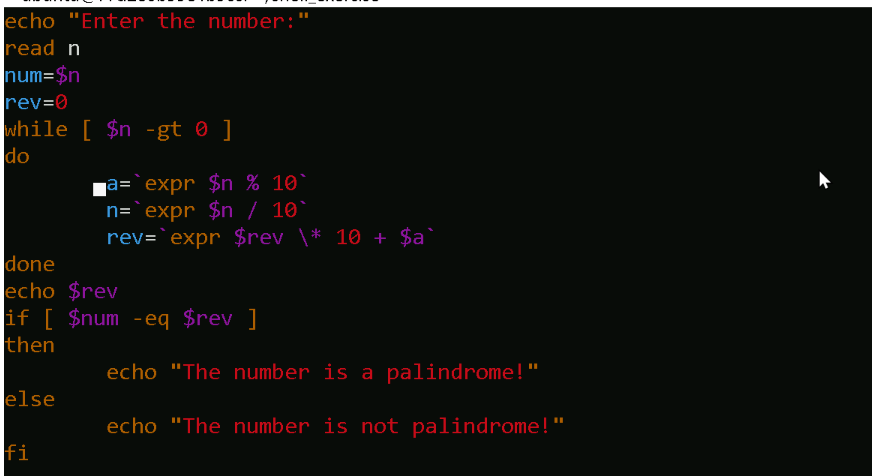 echo "Enter the number:"
read n
num=$n
rev=0
while [ $n -gt 0 ]
do
        a=`expr $n % 10`
        n=`expr $n / 10`
        rev=`expr $rev \* 10 + $a`
done
echo $rev
if [ $num -eq $rev ]
then
        echo "The number is a palindrome!"
else
        echo "The number is not palindrome!"
fi